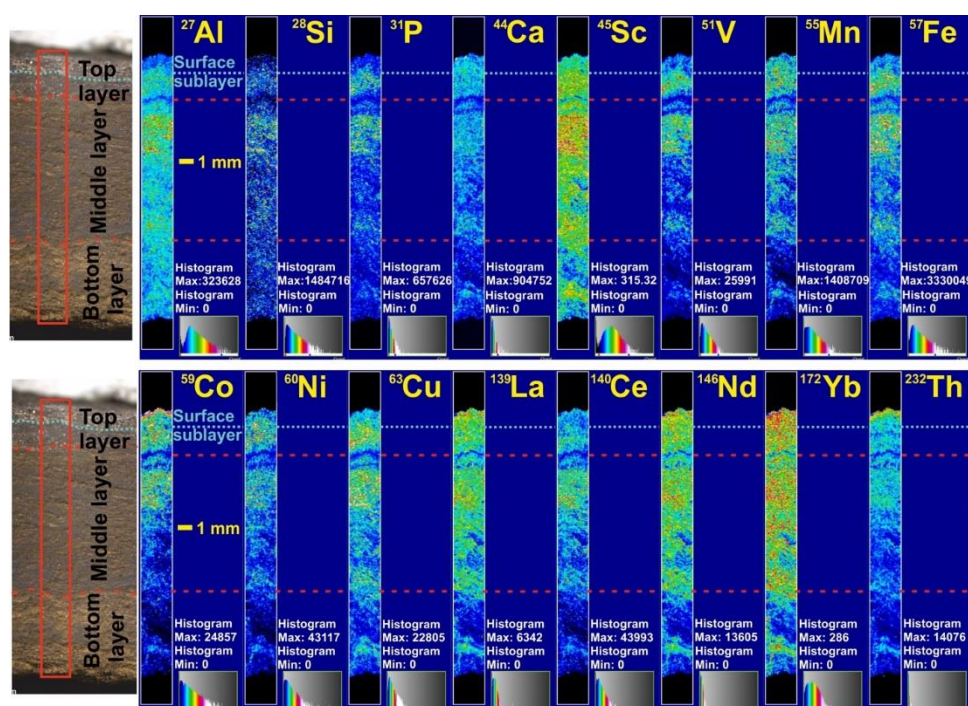 Top
layer
Middle layer
Bottom
layer
27Al
28Si
31P
44Ca
45Sc
51V
55Mn
57Fe
Surface
sublayer
1 mm
Histogram
Max:323628
Histogram
Min: 0
Histogram
Max:1484716
Histogram
Min: 0
Histogram
Max: 657626
Histogram
Min: 0
Histogram
Max:904752
Histogram
Min: 0
Histogram
Max: 315.32
Histogram
Min: 0
Histogram
Max: 25991
Histogram
Min: 0
Histogram
Max:1408709
Histogram
Min: 0
Histogram
Max:3330049
Histogram
Min: 0
Top
layer
Middle layer
Bottom
layer
59Co
60Ni
63Cu
139La
140Ce
146Nd
172Yb
232Th
Surface
sublayer
1 mm
Histogram
Max: 24857
Histogram
Min: 0
Histogram
Max: 43117
Histogram
Min: 0
Histogram
Max: 22805
Histogram
Min: 0
Histogram
Max: 6342
Histogram
Min: 0
Histogram
Max: 43993
Histogram
Min: 0
Histogram
Max: 13605
Histogram
Min: 0
Histogram
Max: 286
Histogram
Min: 0
Histogram
Max: 14076
Histogram
Min: 0